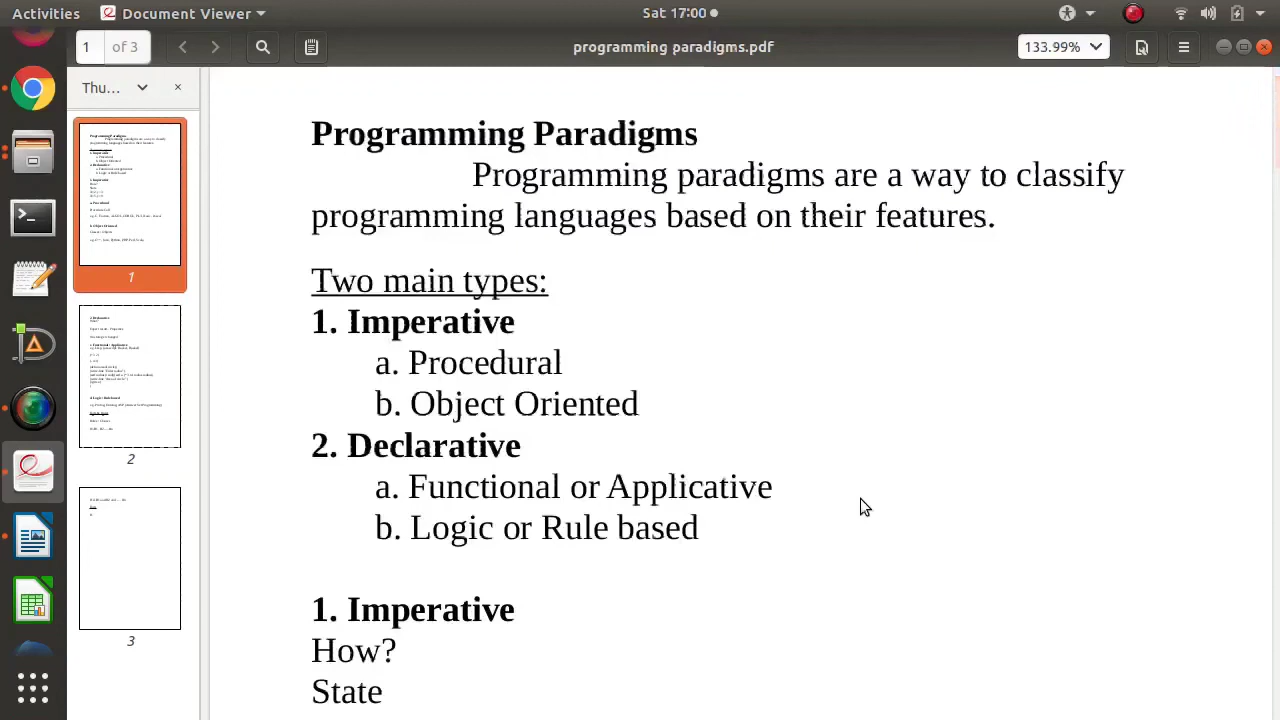 Activities
Document Viewer
Sat 17:00
1 of 3
programming paradigms.pdf
133.99%
Thu...
1
2
3
Programming Paradigms
Programming paradigms are a way to classify
programming languages based on their features.
Two main types:
1. Imperative
a. Procedural
b. Object Oriented
2. Declarative
a. Functional or Applicative
b. Logic or Rule based
1. Imperative
How?
State